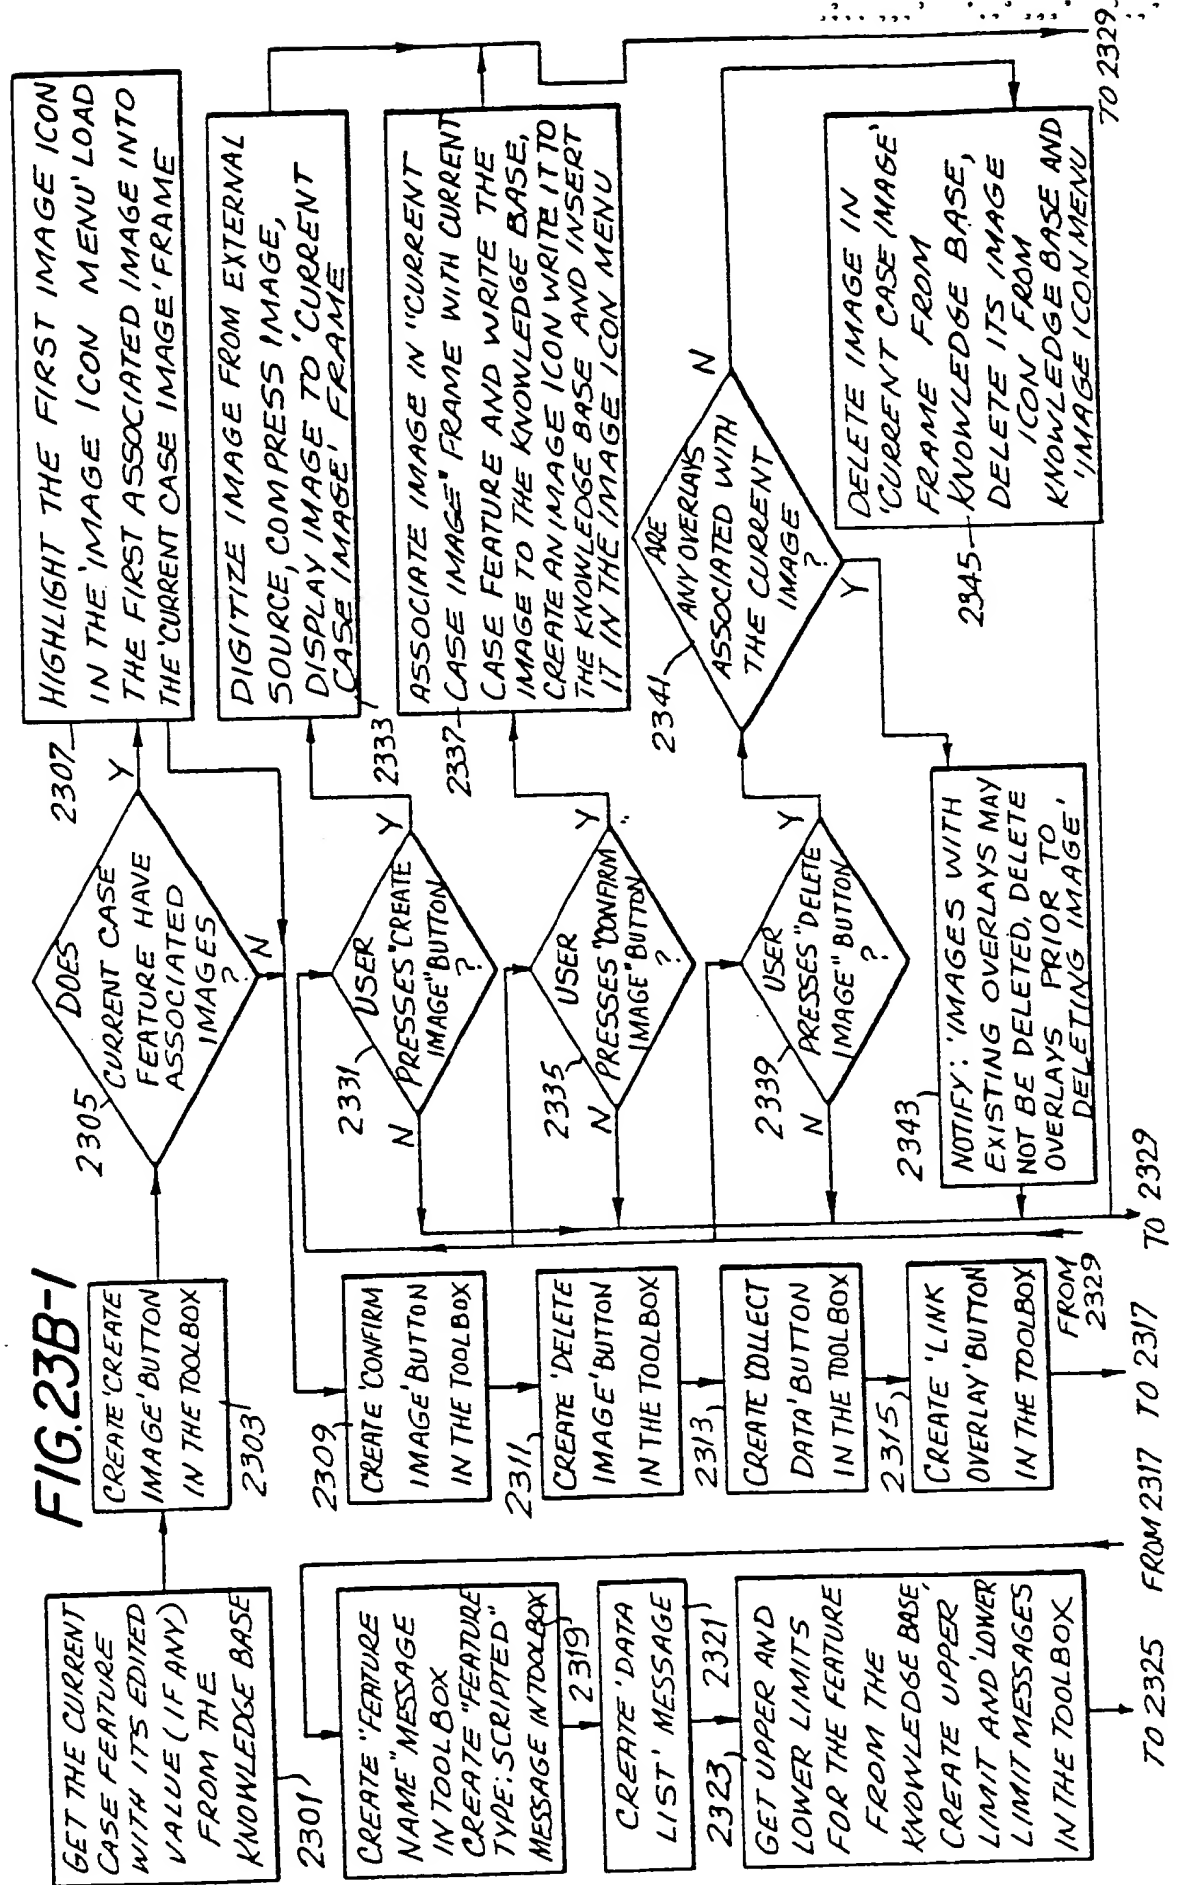 FIG.23B-1
GET THE CURRENT
CASE FEATURE
WITH ITS EDITED
VALUE (IF ANY)
FROM THE
KNOWLEDGE BASE
2301
CREATE 'CREATE
IMAGE' BUTTON
IN THE TOOLBOX
2303
DOES
CURRENT CASE
FEATURE HAVE
ASSOCIATED
IMAGES
?
2305
Y
N
HIGHLIGHT THE FIRST IMAGE ICON
IN THE 'IMAGE ICON MENU' LOAD
THE FIRST ASSOCIATED IMAGE INTO
THE 'CURRENT CASE IMAGE' FRAME
2307
CREATE 'CONFIRM
IMAGE' BUTTON
IN THE TOOLBOX
2309
CREATE 'DELETE
IMAGE' BUTTON
IN THE TOOLBOX
2311
CREATE 'COLLECT
DATA' BUTTON
IN THE TOOLBOX
2313
CREATE 'LINK
OVERLAY' BUTTON
IN THE TOOLBOX
2315
TO 2317
FROM 2317
CREATE "FEATURE
NAME" MESSAGE
IN TOOLBOX
CREATE "FEATURE
TYPE: SCRIPTED"
MESSAGE IN TOOLBOX
2319
CREATE 'DATA
LIST' MESSAGE
2321
GET UPPER AND
LOWER LIMITS
FOR THE FEATURE
FROM THE
KNOWLEDGE BASE,
CREATE UPPER
LIMIT AND 'LOWER
LIMIT MESSAGES
IN THE TOOLBOX
2323
TO 2325
FROM
2329
USER
PRESSES "CREATE
IMAGE" BUTTON
?
2331
N
Y
DIGITIZE IMAGE FROM EXTERNAL
SOURCE, COMPRESS IMAGE,
DISPLAY IMAGE TO 'CURRENT
CASE IMAGE' FRAME
2333
USER
PRESSES "CONFIRM
IMAGE" BUTTON
?
2335
N
Y
ASSOCIATE IMAGE IN "CURRENT
CASE IMAGE" FRAME WITH CURRENT
CASE FEATURE AND WRITE THE
IMAGE TO THE KNOWLEDGE BASE,
CREATE AN IMAGE ICON WRITE IT TO
THE KNOWLEDGE BASE AND INSERT
IT IN THE IMAGE ICON MENU
2337
USER
PRESSES "DELETE
IMAGE" BUTTON
?
2339
N
Y
ARE
ANY OVERLAYS
ASSOCIATED WITH
THE CURRENT
IMAGE
?
2341
N
Y
NOTIFY: 'IMAGES WITH
EXISTING OVERLAYS MAY
NOT BE DELETED, DELETE
OVERLAYS PRIOR TO
DELETING IMAGE'
2343
DELETE IMAGE IN
'CURRENT CASE IMAGE'
FRAME FROM
KNOWLEDGE BASE,
DELETE ITS IMAGE
ICON FROM
KNOWLEDGE BASE AND
'IMAGE ICON MENU
2345
TO 2329
TO 2329